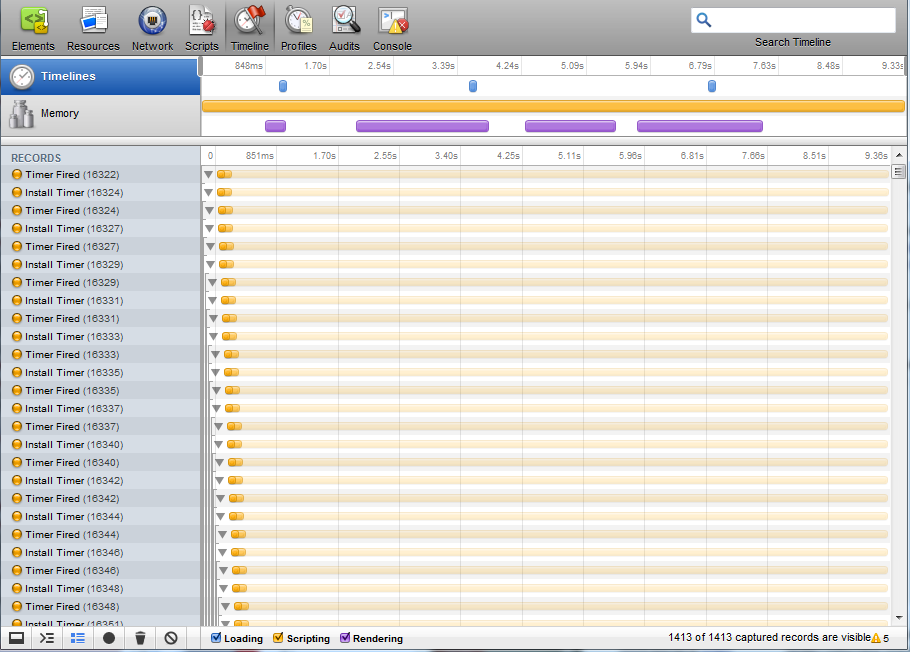 Elements Resources Network Scripts Timeline Profiles Audits Console
Search Timeline
Timelines
Memory
848ms 1.70s 2.54s 3.39s 4.24s 5.09s 5.94s 6.79s 7.63s 8.48s 9.33s
RECORDS
0 851ms 1.70s 2.55s 3.40s 4.25s 5.11s 5.96s 6.81s 7.66s 8.51s 9.36s
Timer Fired (16322)
Install Timer (16324)
Timer Fired (16324)
Install Timer (16327)
Timer Fired (16327)
Install Timer (16329)
Timer Fired (16329)
Install Timer (16331)
Timer Fired (16331)
Install Timer (16333)
Timer Fired (16333)
Install Timer (16335)
Timer Fired (16335)
Install Timer (16337)
Timer Fired (16337)
Install Timer (16340)
Timer Fired (16340)
Install Timer (16342)
Timer Fired (16342)
Install Timer (16344)
Timer Fired (16344)
Install Timer (16346)
Timer Fired (16346)
Install Timer (16348)
Timer Fired (16348)
Install Timer (16351)
Loading Scripting Rendering
1413 of 1413 captured records are visible 5